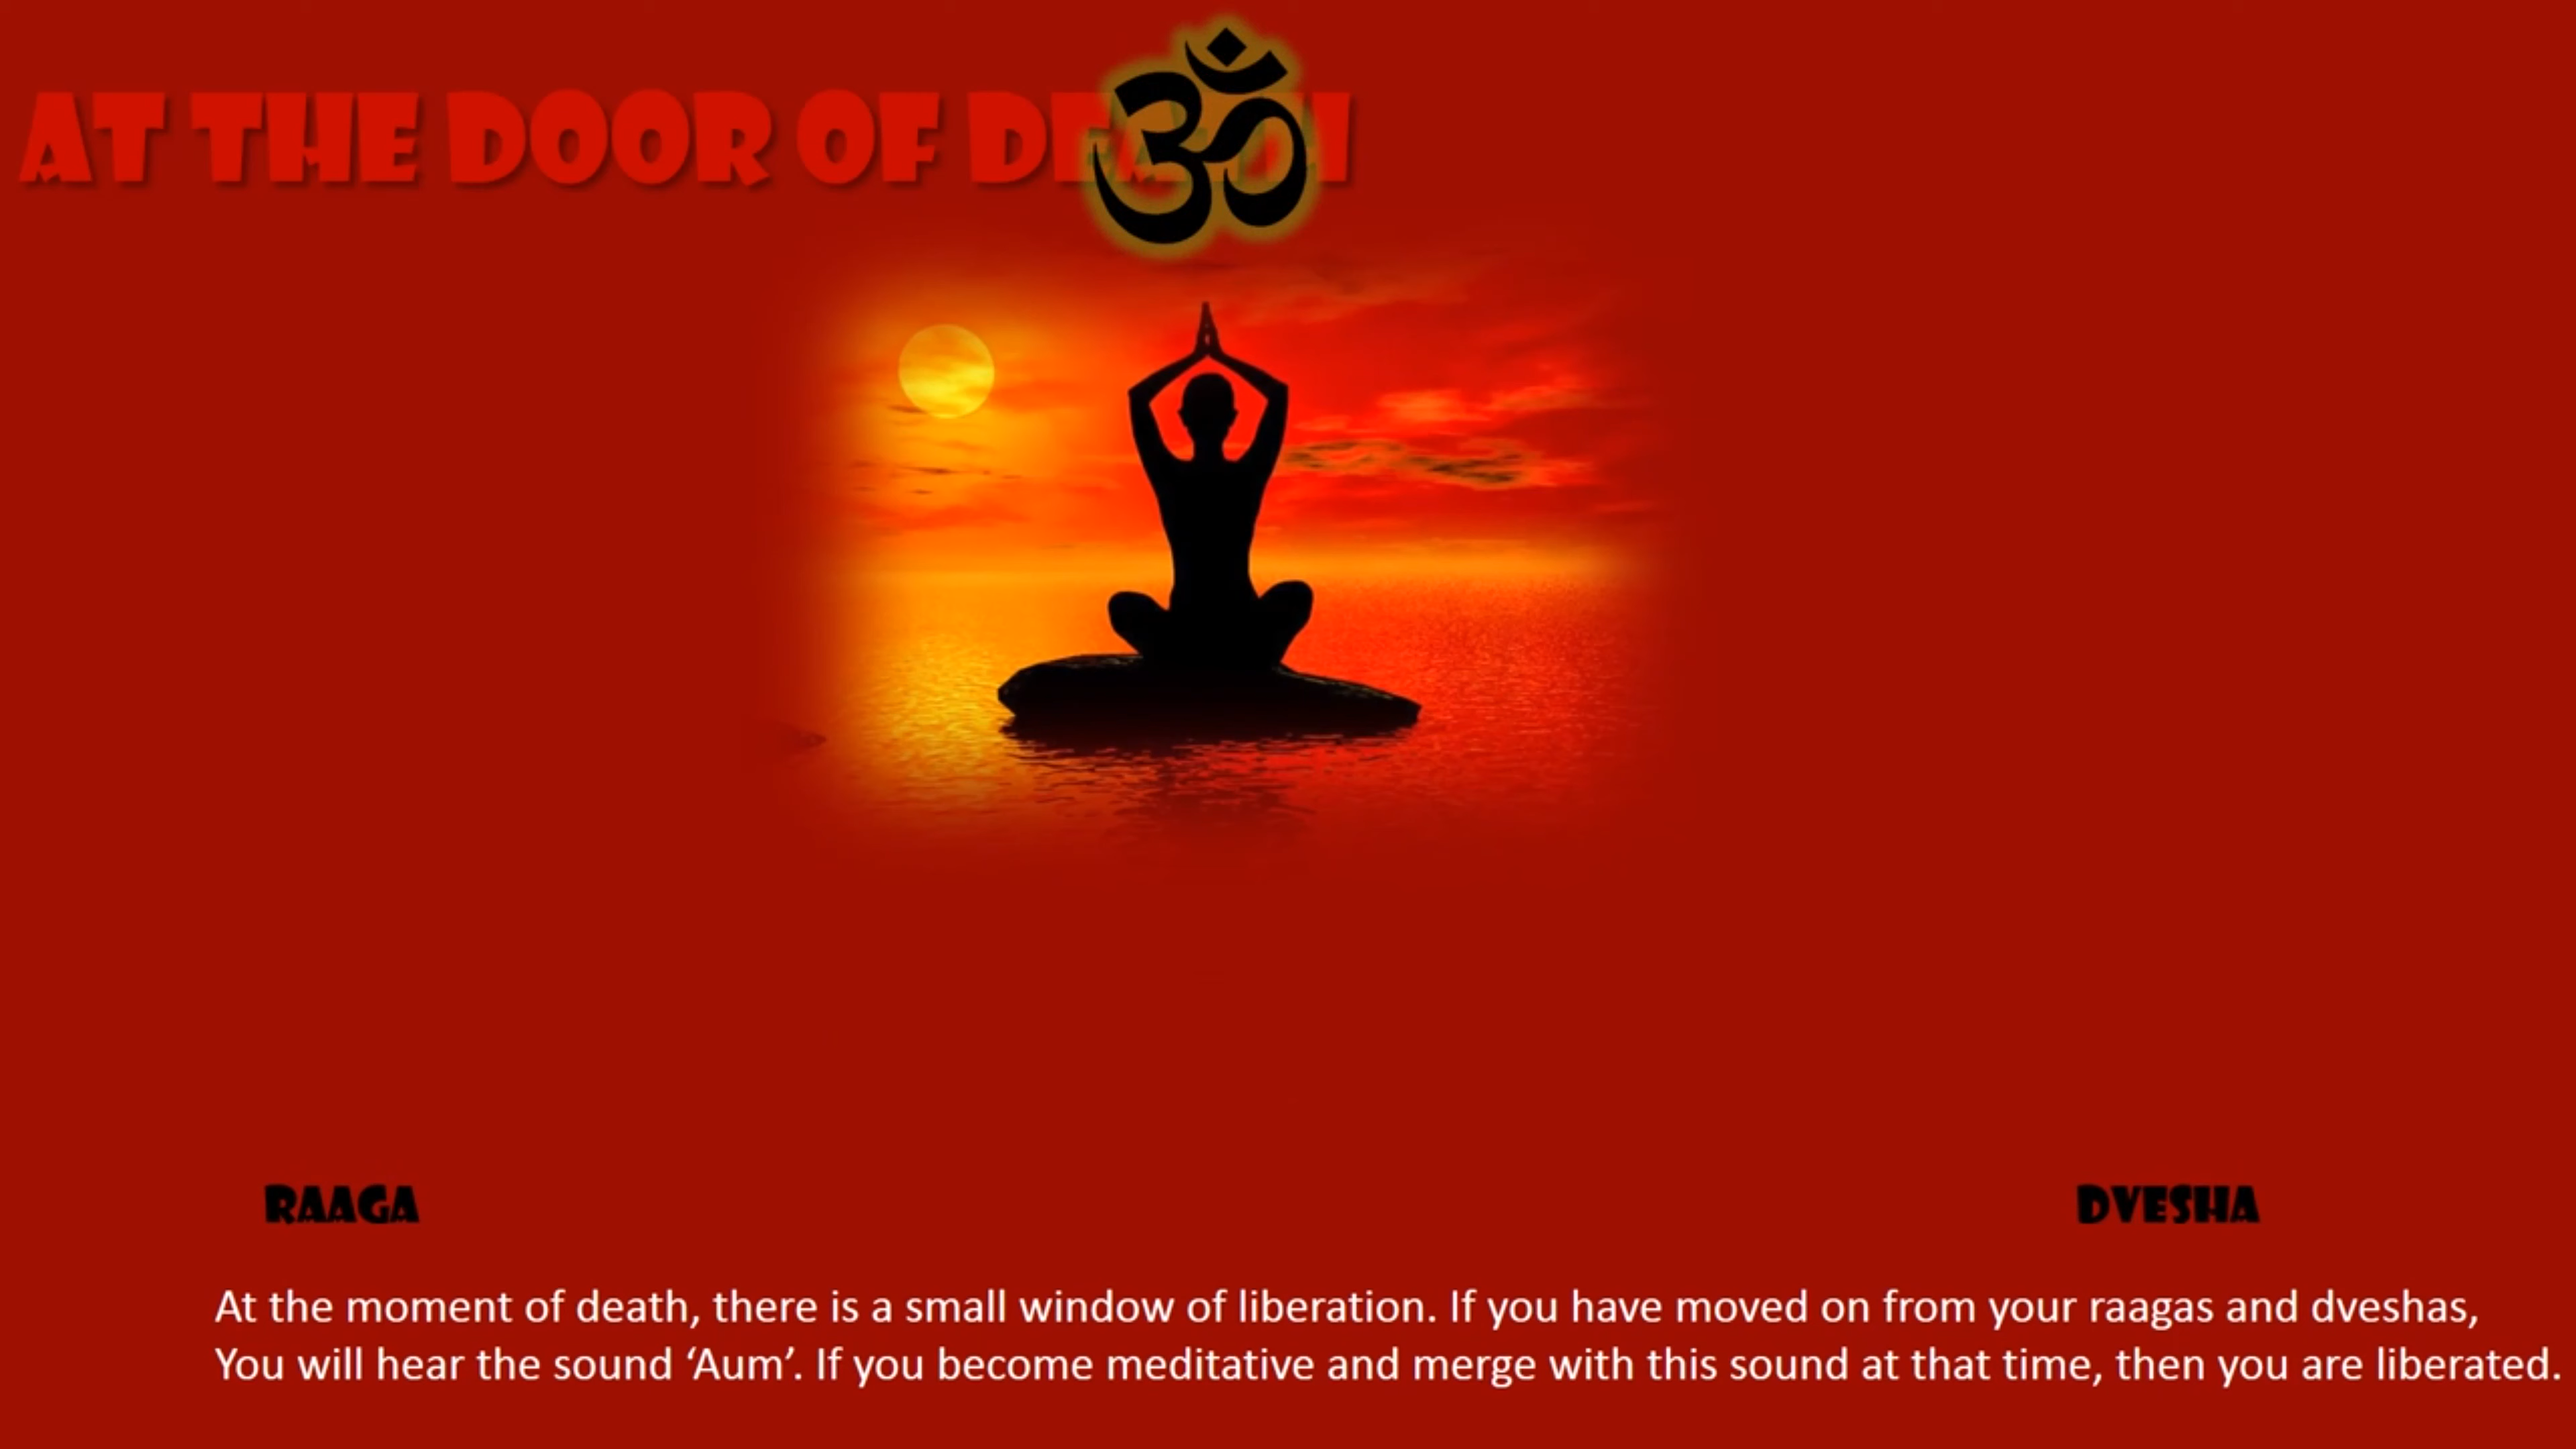 AT THE DOOR OF
ॐ
RAAGA
DVESHA
At the moment of death, there is a small window of liberation. If you have moved on from your raagas and dveshas,
You will hear the sound ‘Aum’. If you become meditative and merge with this sound at that time, then you are liberated.